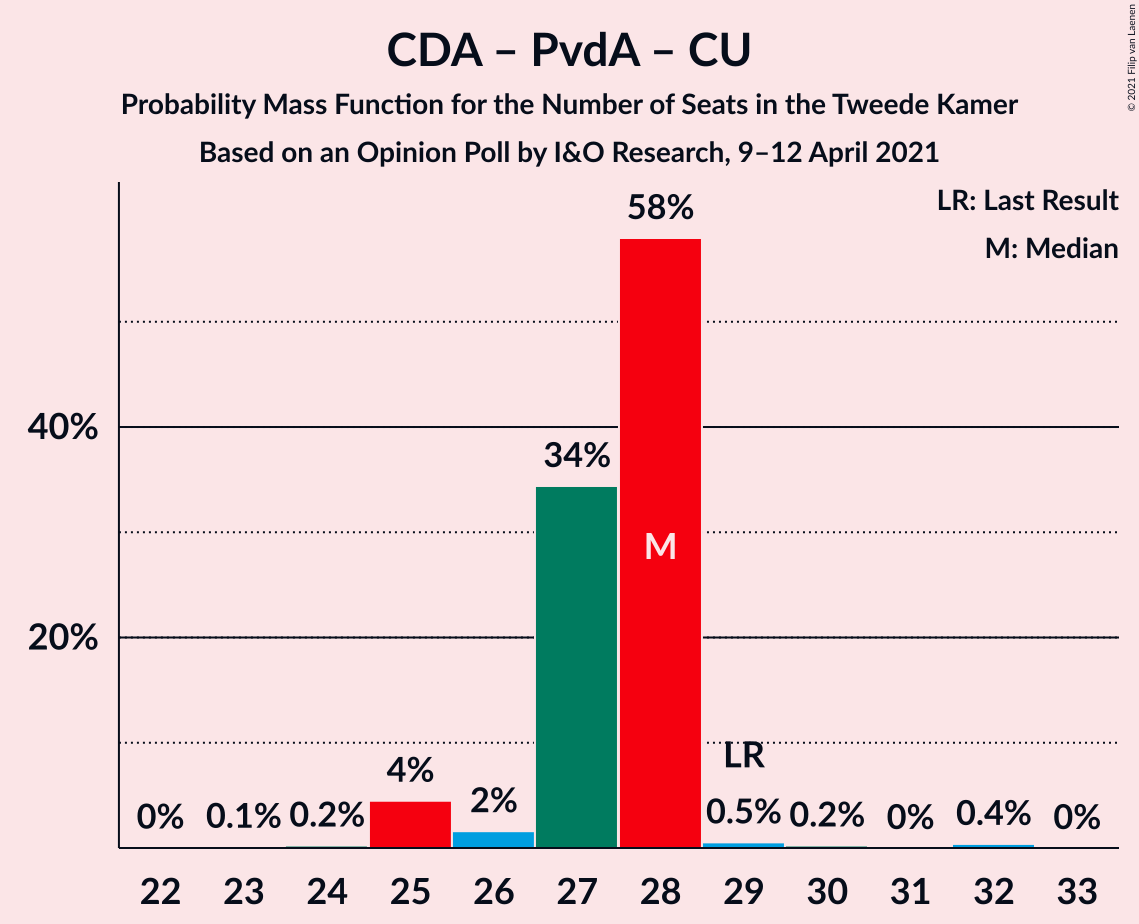 CDA – PvdA – CU
Probability Mass Function for the Number of Seats in the Tweede Kamer
Based on an Opinion Poll by I&O Research, 9–12 April 2021
© 2021 Filip van Laenen
LR: Last Result
M: Median
58%
40%
34%
M
20%
LR
4%
2%
0% 0.1% 0.2% 0.5% 0.2% 0% 0.4% 0%
22 23 24 25 26 27 28 29 30 31 32 33